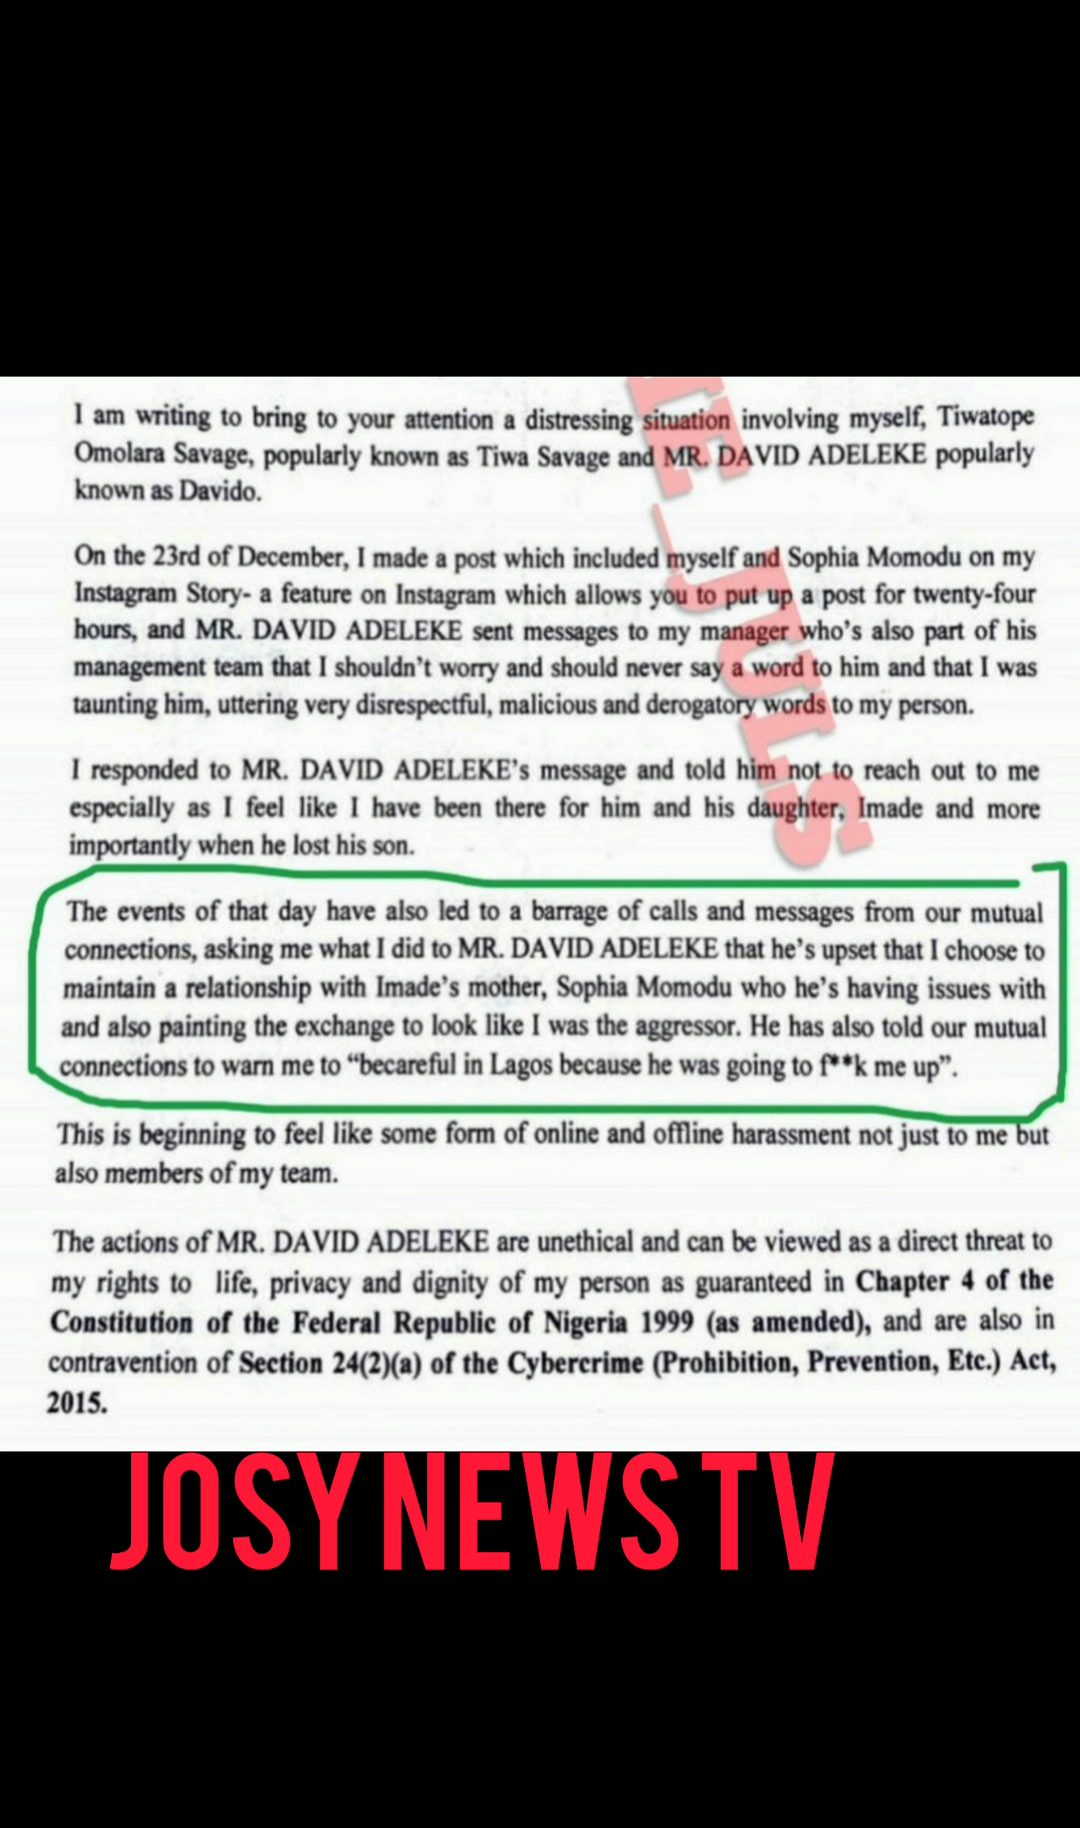 I am writing to bring to your attention a distressing situation involving myself, Tiwatope
Omolara Savage, popularly known as Tiwa Savage and MR. DAVID ADELEKE popularly
known as Davido.
On the 23rd of December, I made a post which included myself and Sophia Momodu on my
Instagram Story- a feature on Instagram which allows you to put up a post for twenty-four
hours, and MR. DAVID ADELEKE sent messages to my manager who's also part of his
management team that I shouldn't worry and should never say a word to him and that I was
taunting him, uttering very disrespectful, malicious and derogatory words to my person.
I responded to MR. DAVID ADELEKE's message and told him not to reach out to me
especially as I feel like I have been there for him and his daughter, Imade and more
importantly when he lost his son.
The events of that day have also led to a barrage of calls and messages from our mutual
connections, asking me what I did to MR. DAVID ADELEKE that he's upset that I choose to
maintain a relationship with Imade's mother, Sophia Momodu who he's having issues with
and also painting the exchange to look like I was the aggressor. He has also told our mutual
connections to warn me to “becareful in Lagos because he was going to f**k me up”.
This is beginning to feel like some form of online and offline harassment not just to me but
also members of my team.
The actions of MR. DAVID ADELEKE are unethical and can be viewed as a direct threat to
my rights to life, privacy and dignity of my person as guaranteed in Chapter 4 of the
Constitution of the Federal Republic of Nigeria 1999 (as amended), and are also in
contravention of Section 24(2)(a) of the Cybercrime (Prohibition, Prevention, Etc.) Act,
2015.
JOSY NEWS TV